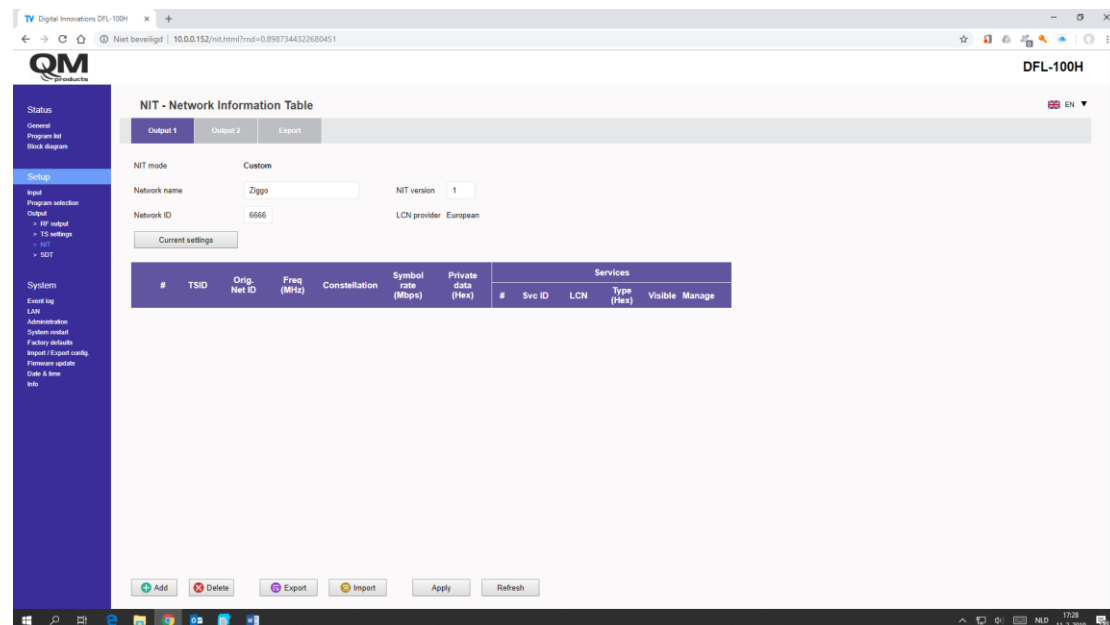 TV Digital Innovations DFL-100H × +
Niet beveiligd | 10.0.0.152/nit.html?rnd=0.8987344322680451
QM products
DFL-100H
Status
General
Program list
Block diagram
Setup
Input
Program selection
Output
> RF output
> TS settings
> NIT
> SDT
System
Event log
LAN
Administration
System restart
Factory defaults
Import / Export config.
Firmware update
Date & time
Info
NIT - Network Information Table
EN ▼
Output 1 Output 2 Export
NIT mode Custom
Network name Ziggo NIT version 1
Network ID 6666 LCN provider European
Current settings
# TSID Orig. Net ID Freq (MHz) Constellation Symbol rate (Mbps) Private data (Hex) Services
# Svc ID LCN Type (Hex) Visible Manage
Add Delete Export Import Apply Refresh
NLD 17:28